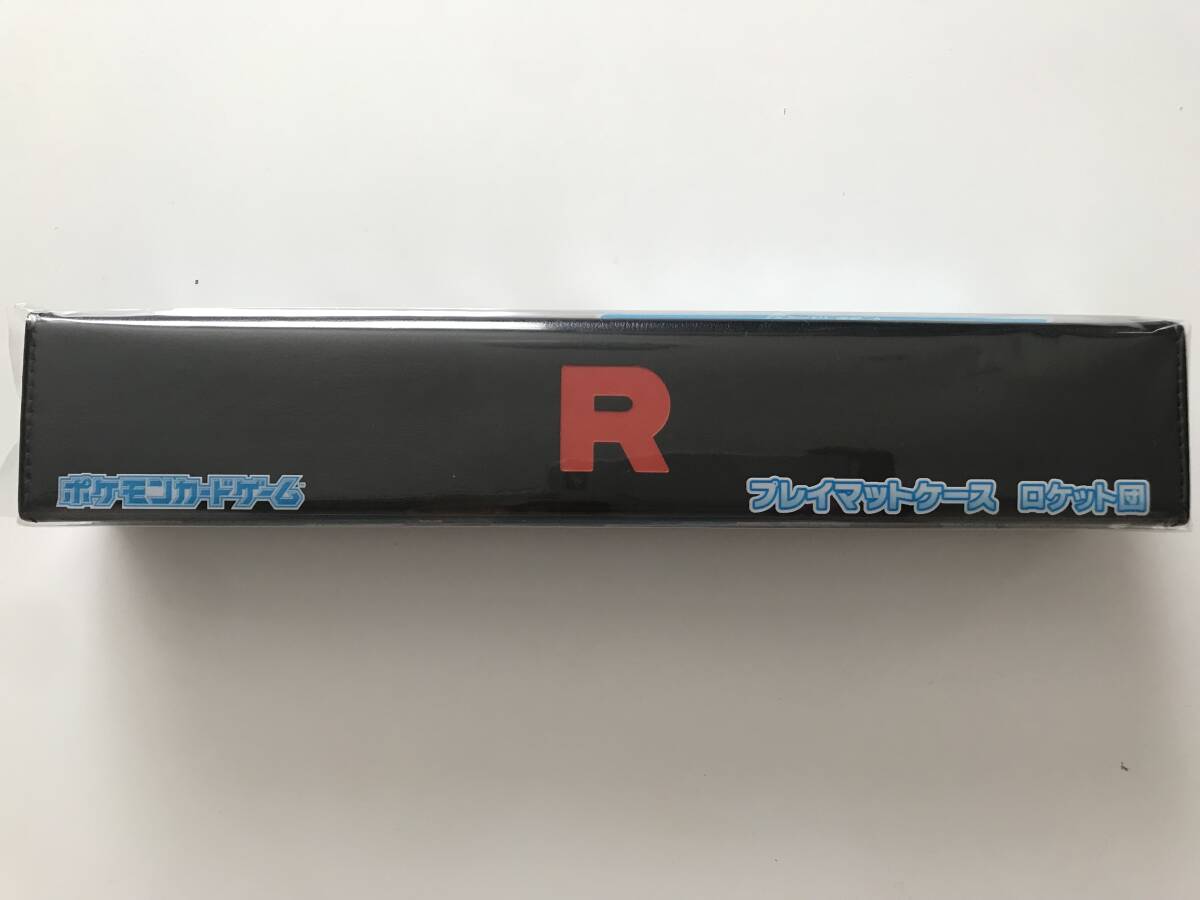 R
ポケモンカードゲーム
プレイマットケース ロケット団